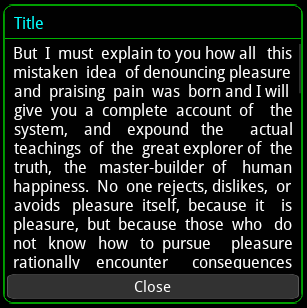 Title
But I must explain to you how all this
mistaken idea of denouncing pleasure
and praising pain was born and I will
give you a complete account of the
system, and expound the actual
teachings of the great explorer of the
truth, the master-builder of human
happiness. No one rejects, dislikes, or
avoids pleasure itself, because it is
pleasure, but because those who do
not know how to pursue pleasure
rationally encounter consequences
Close